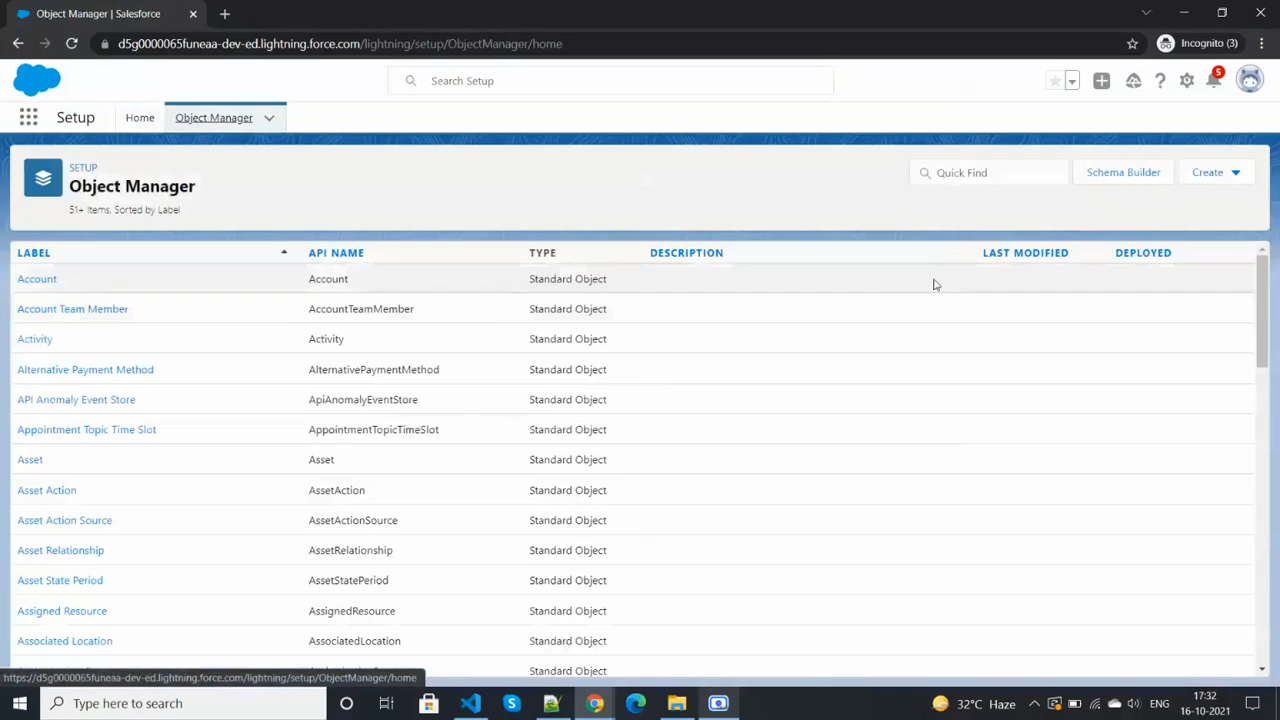 Object Manager | Salesforce
d5g0000065funeaa-dev-ed.lightning.force.com/lightning/setup/ObjectManager/home
Incognito (3)
Search Setup
5
Setup
Home
Object Manager
SETUP
Object Manager
51+ Items, Sorted by Label
Quick Find
Schema Builder
Create
LABEL API NAME TYPE DESCRIPTION LAST MODIFIED DEPLOYED
Account Account Standard Object
Account Team Member AccountTeamMember Standard Object
Activity Activity Standard Object
Alternative Payment Method AlternativePaymentMethod Standard Object
API Anomaly Event Store ApiAnomalyEventStore Standard Object
Appointment Topic Time Slot AppointmentTopicTimeSlot Standard Object
Asset Asset Standard Object
Asset Action AssetAction Standard Object
Asset Action Source AssetActionSource Standard Object
Asset Relationship AssetRelationship Standard Object
Asset State Period AssetStatePeriod Standard Object
Assigned Resource AssignedResource Standard Object
Associated Location AssociatedLocation Standard Object
Standard Object
https://d5g0000065funeaa-dev-ed.lightning.force.com/lightning/setup/ObjectManager/home
Type here to search
32°C Haze
ENG
17:32
16-10-2021